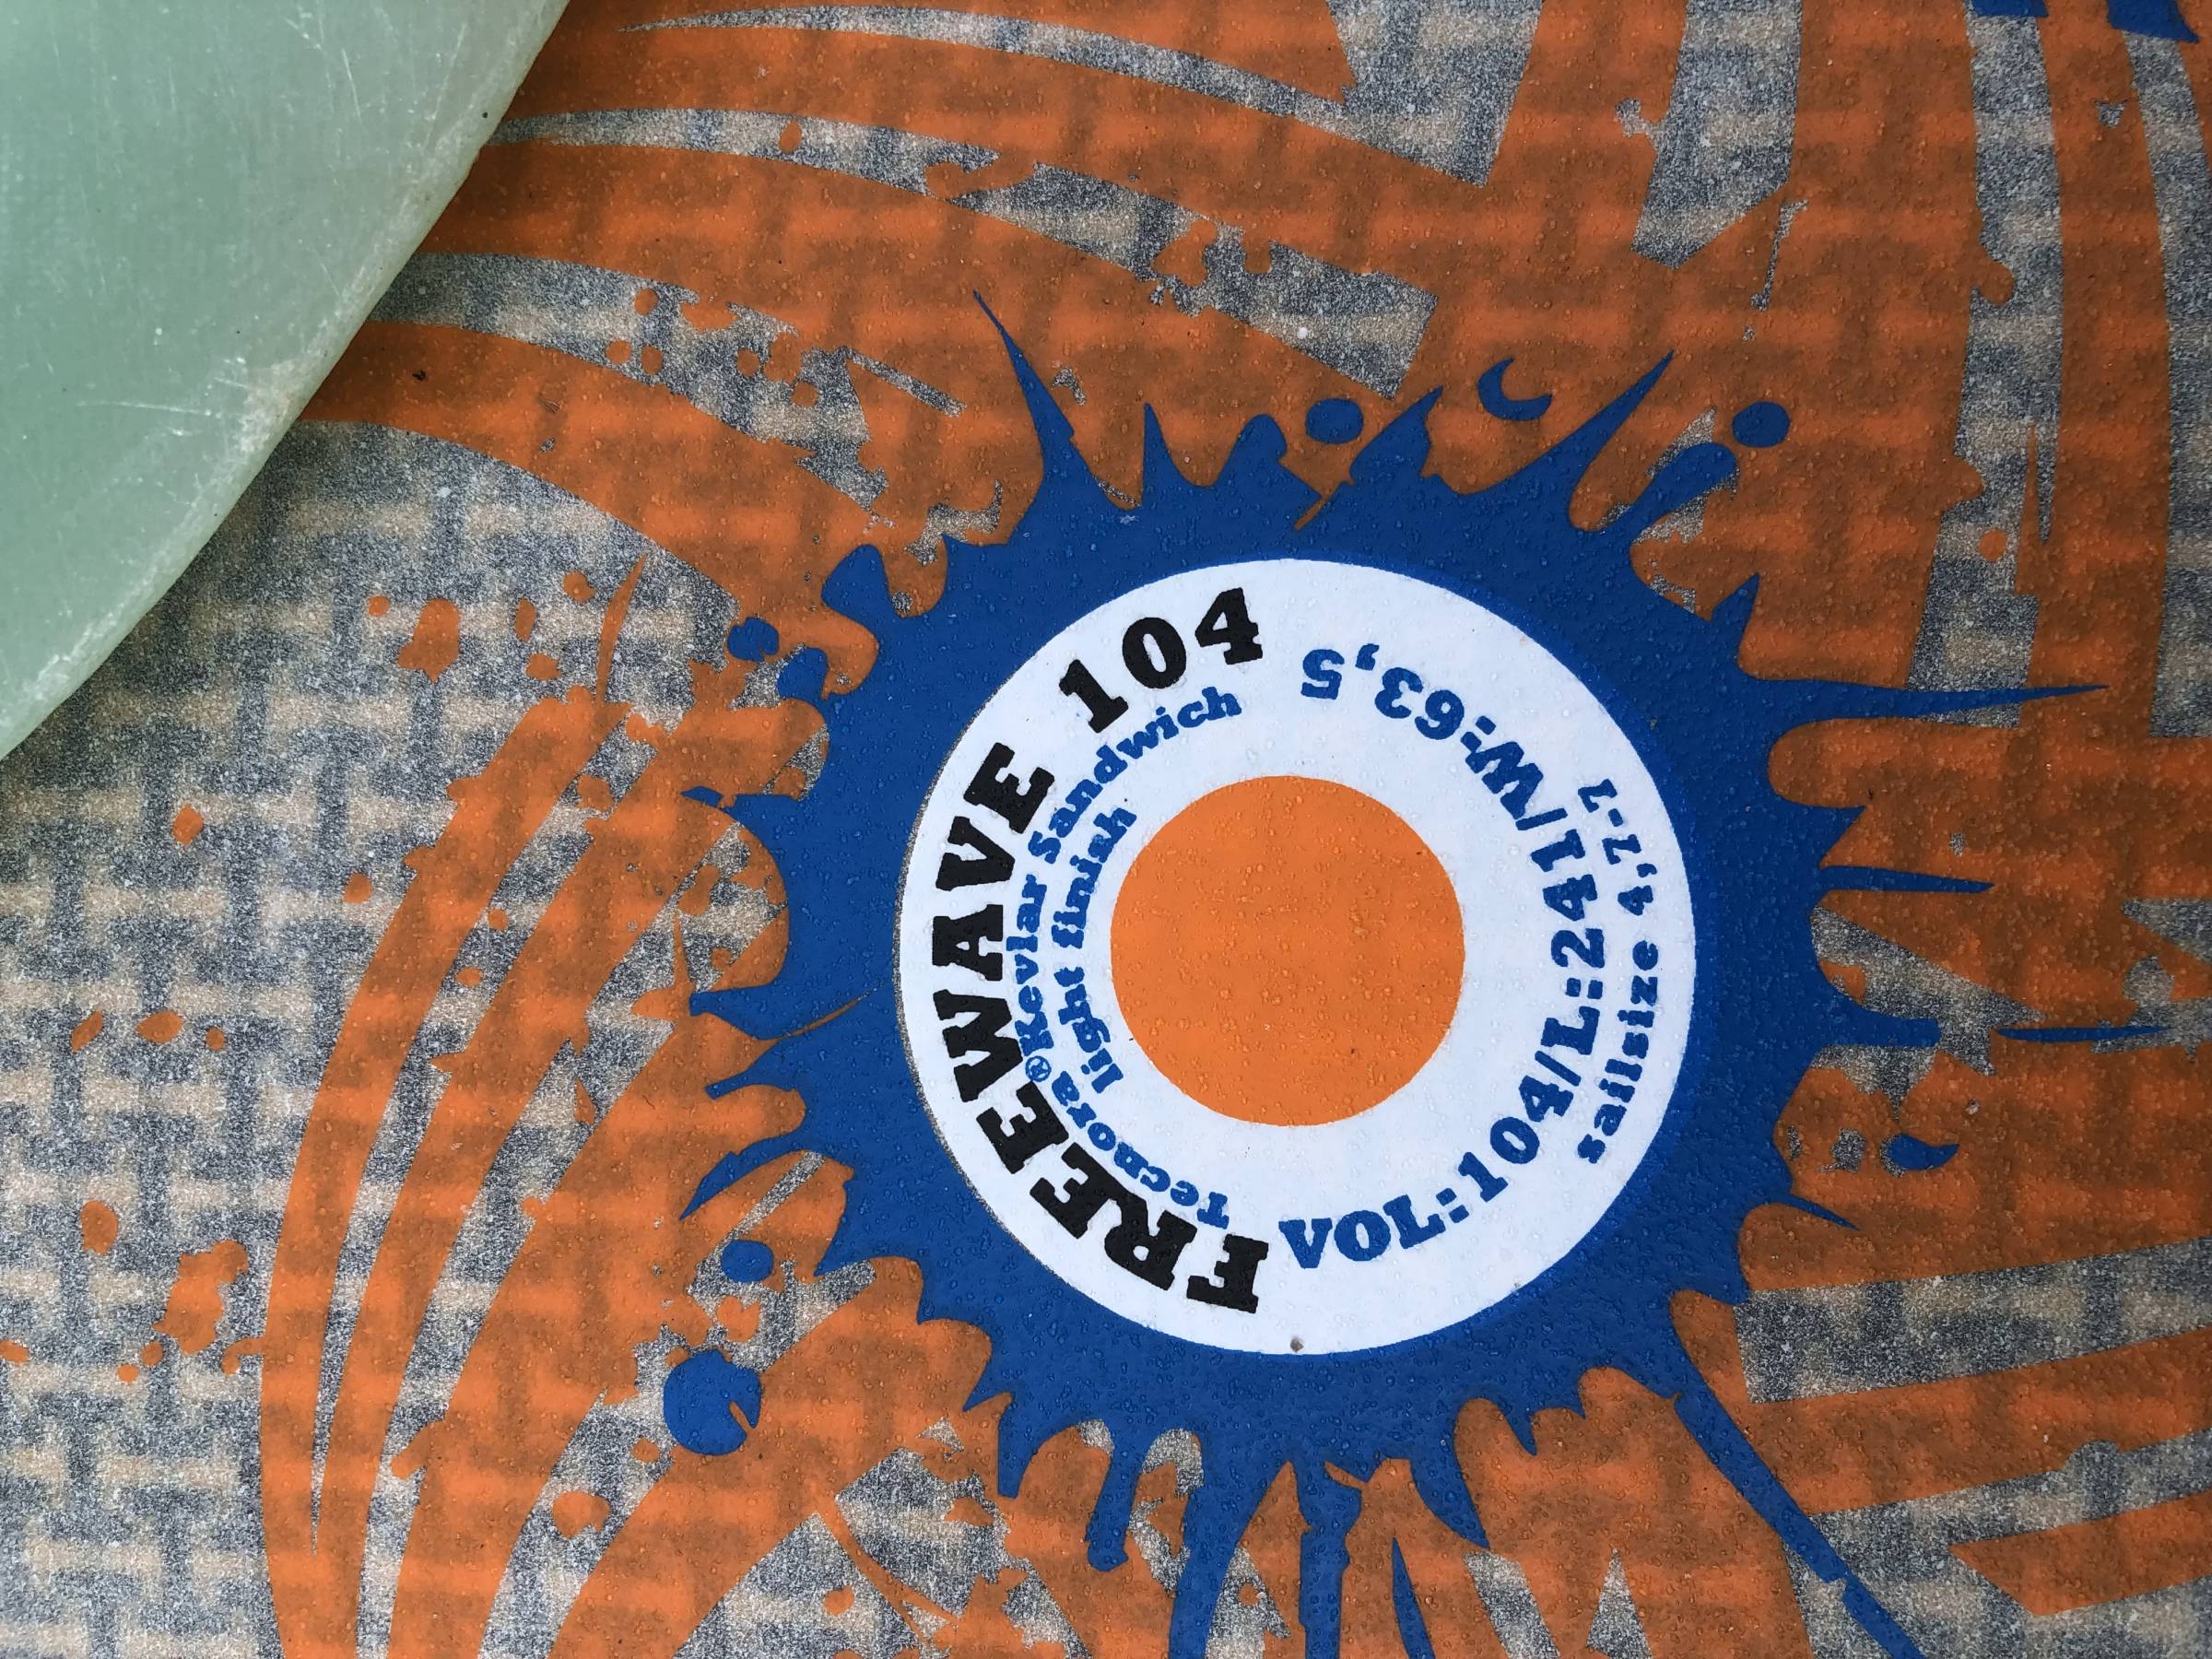 FREEWAVE 104
Tecnora® Kevlar Sandwich
light finish
VOL:104/L:241/W:63,5
sailsize 4,7-7